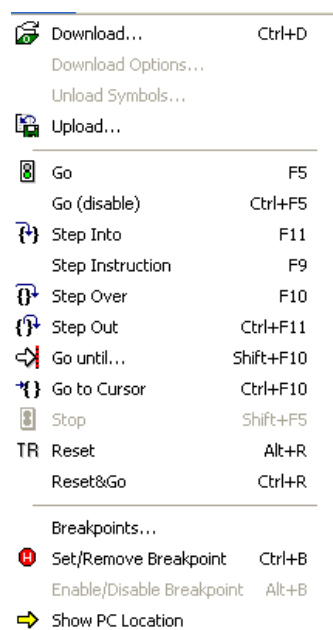 Download... Ctrl+D
Download Options...
Unload Symbols...
Upload...
Go F5
Go (disable) Ctrl+F5
Step Into F11
Step Instruction F9
Step Over F10
Step Out Ctrl+F11
Go until... Shift+F10
Go to Cursor Ctrl+F10
Stop Shift+F5
TR Reset Alt+R
Reset&Go Ctrl+R
Breakpoints...
H Set/Remove Breakpoint Ctrl+B
Enable/Disable Breakpoint Alt+B
Show PC Location